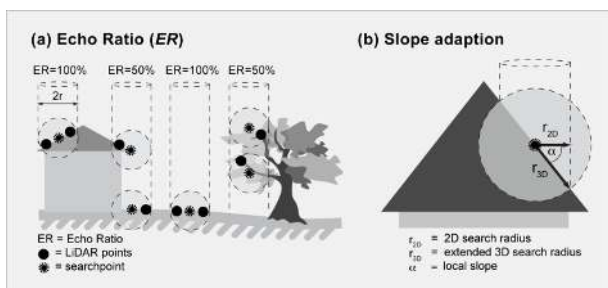 (a) Echo Ratio (ER)
ER=100% ER=50% ER=100% ER=50%
2r
ER = Echo Ratio
= LiDAR points
= searchpoint
(b) Slope adaption
r2D
α
r3D
r2D = 2D search radius
r3D = extended 3D search radius
α = local slope